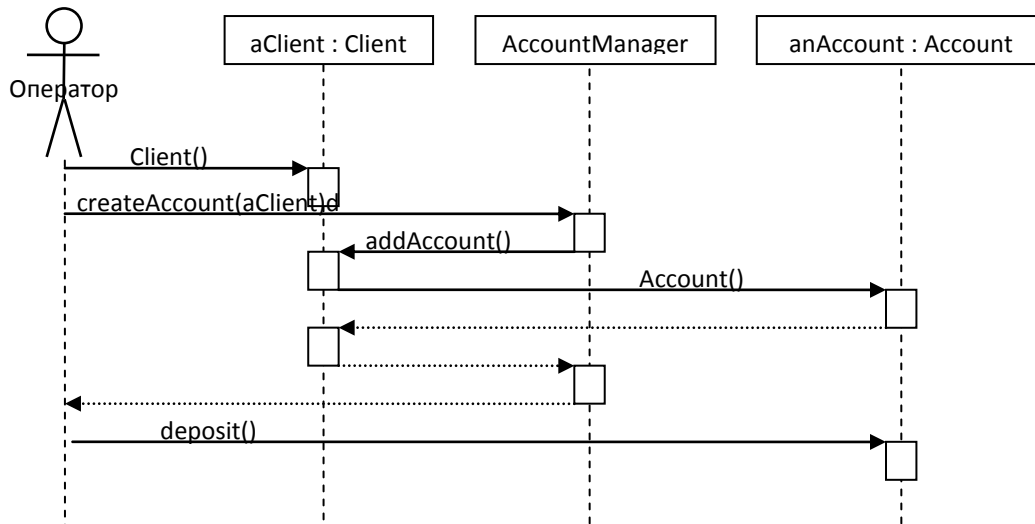 aClient : Client
AccountManager
anAccount : Account
Оператор
Client()
createAccount(aClient)d
addAccount()
Account()
deposit()